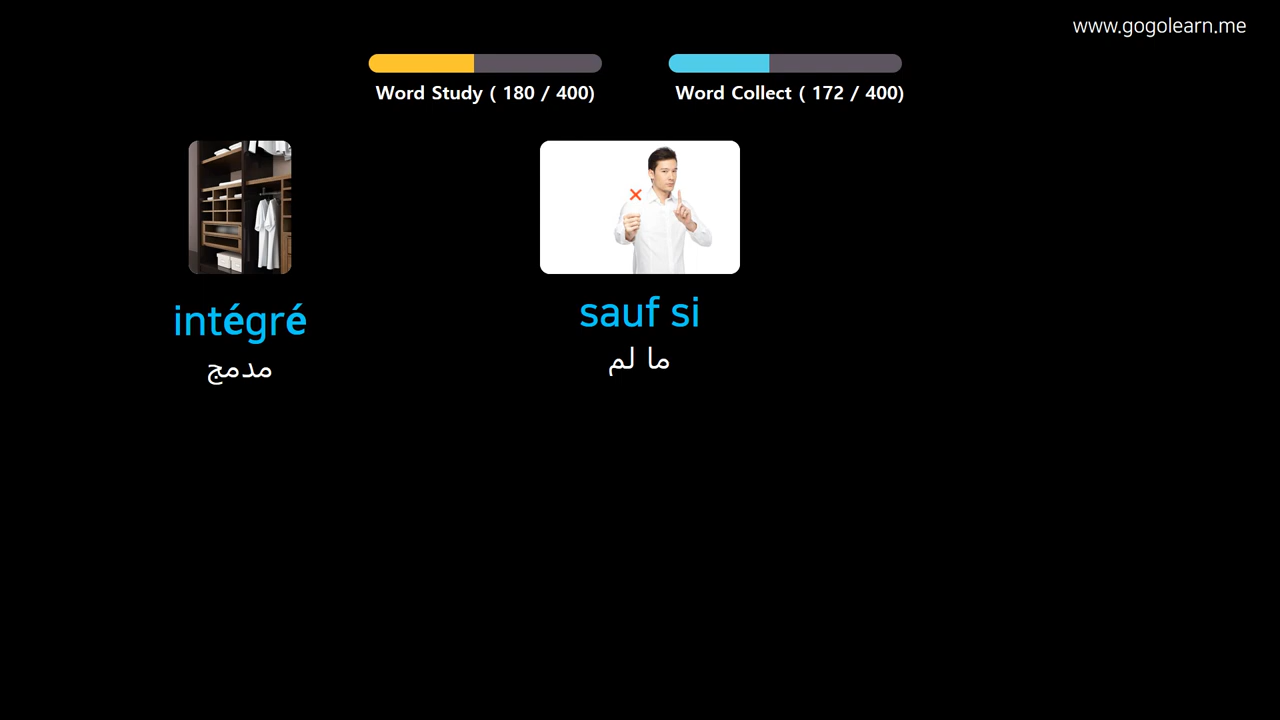 www.gogolearn.me
Word Study ( 180 / 400)
Word Collect ( 172 / 400)
intégré
مدمج
sauf si
ما لم